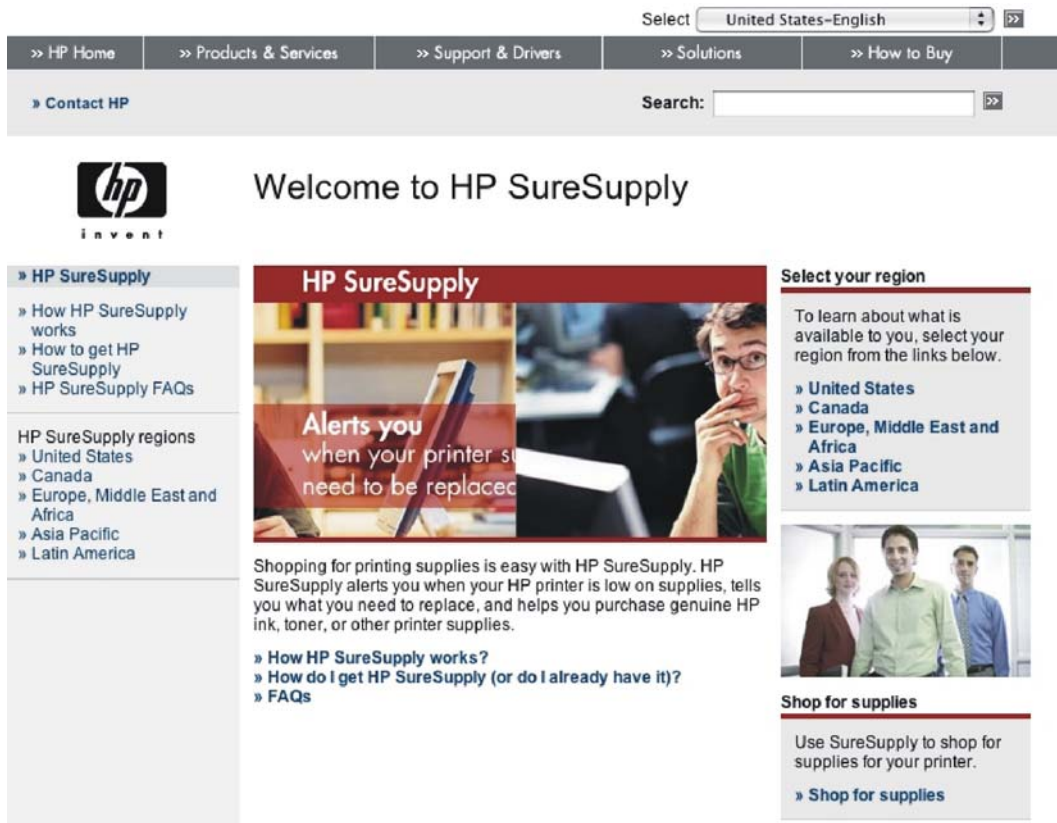 Select United States-English
» HP Home » Products & Services » Support & Drivers » Solutions » How to Buy
» Contact HP
Search:
hp
invent
Welcome to HP SureSupply
» HP SureSupply
» How HP SureSupply
works
» How to get HP
SureSupply
» HP SureSupply FAQs
HP SureSupply regions
» United States
» Canada
» Europe, Middle East and
Africa
» Asia Pacific
» Latin America
HP SureSupply
Alerts you
when your printer su
need to be replaced
Shopping for printing supplies is easy with HP SureSupply. HP
SureSupply alerts you when your HP printer is low on supplies, tells
you what you need to replace, and helps you purchase genuine HP
ink, toner, or other printer supplies.
» How HP SureSupply works?
» How do I get HP SureSupply (or do I already have it)?
» FAQs
Select your region
To learn about what is
available to you, select your
region from the links below.
» United States
» Canada
» Europe, Middle East and
Africa
» Asia Pacific
» Latin America
Shop for supplies
Use SureSupply to shop for
supplies for your printer.
» Shop for supplies